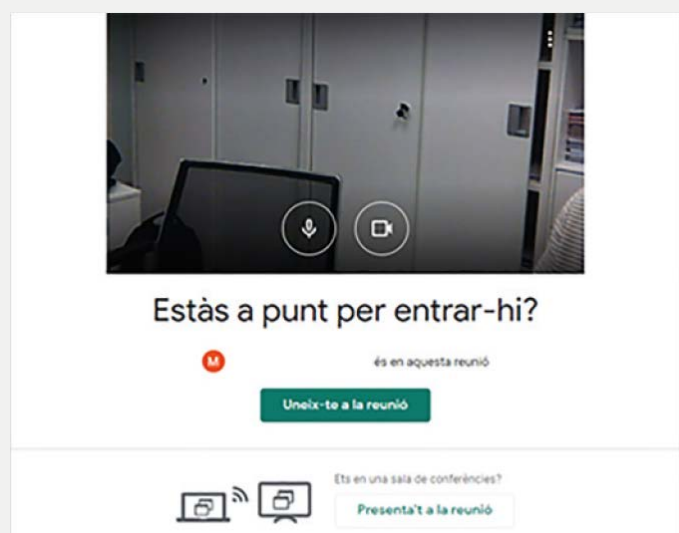 Estàs a punt per entrar-hi?
M
és en aquesta reunió
Uneix-te a la reunió
Ets en una sala de conferències?
Presenta't a la reunió